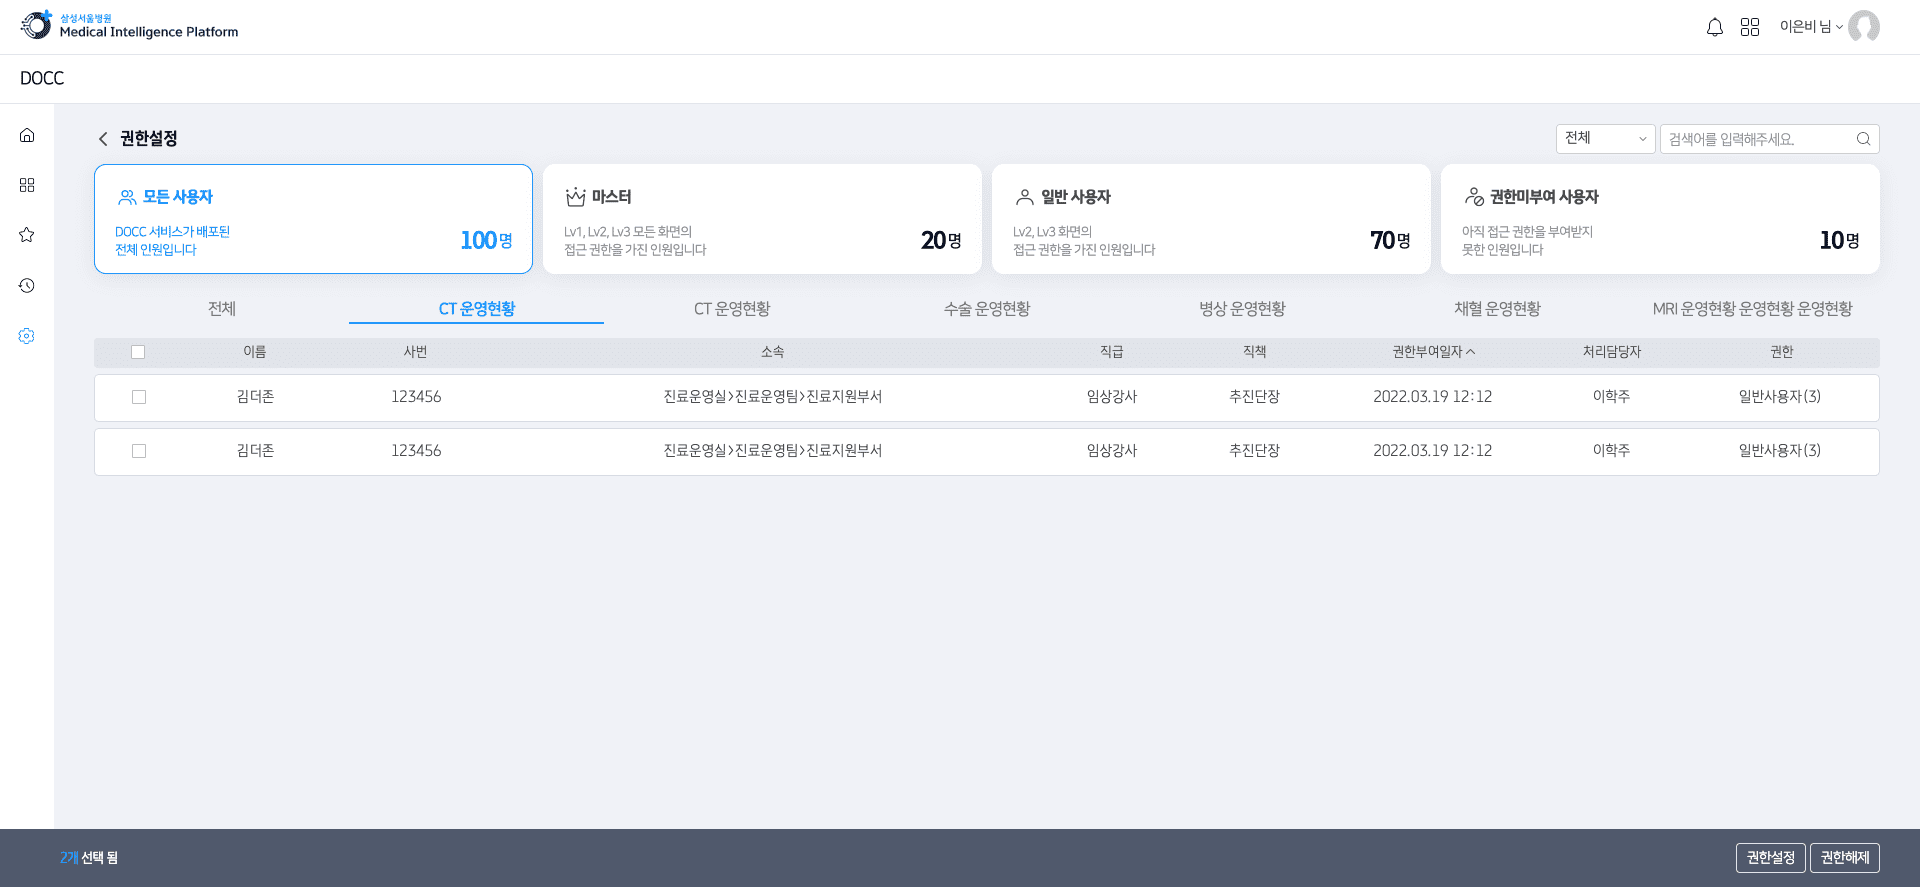 삼성서울병원
Medical Intelligence Platform
이은비 님
DOCC
권한설정
전체
검색어를 입력해주세요.
모든 사용자
DOCC 서비스가 배포된
전체 인원입니다
100 명
마스터
Lv1, Lv2, Lv3 모든 화면의
접근 권한을 가진 인원입니다
20 명
일반 사용자
Lv2, Lv3 화면의
접근 권한을 가진 인원입니다
70 명
권한미부여 사용자
아직 접근 권한을 부여받지
못한 인원입니다
10 명
전체 CT 운영현황 CT 운영현황 수술 운영현황 병상 운영현황 채혈 운영현황 MRI 운영현황 운영현황 운영현황
이름 사번 소속 직급 직책 권한부여일자 처리담당자 권한
김더존 123456 진료운영실>진료운영팀>진료지원부서 임상강사 추진단장 2022.03.19 12:12 이학주 일반사용자(3)
김더존 123456 진료운영실>진료운영팀>진료지원부서 임상강사 추진단장 2022.03.19 12:12 이학주 일반사용자(3)
2개 선택 됨
권한설정 권한해제